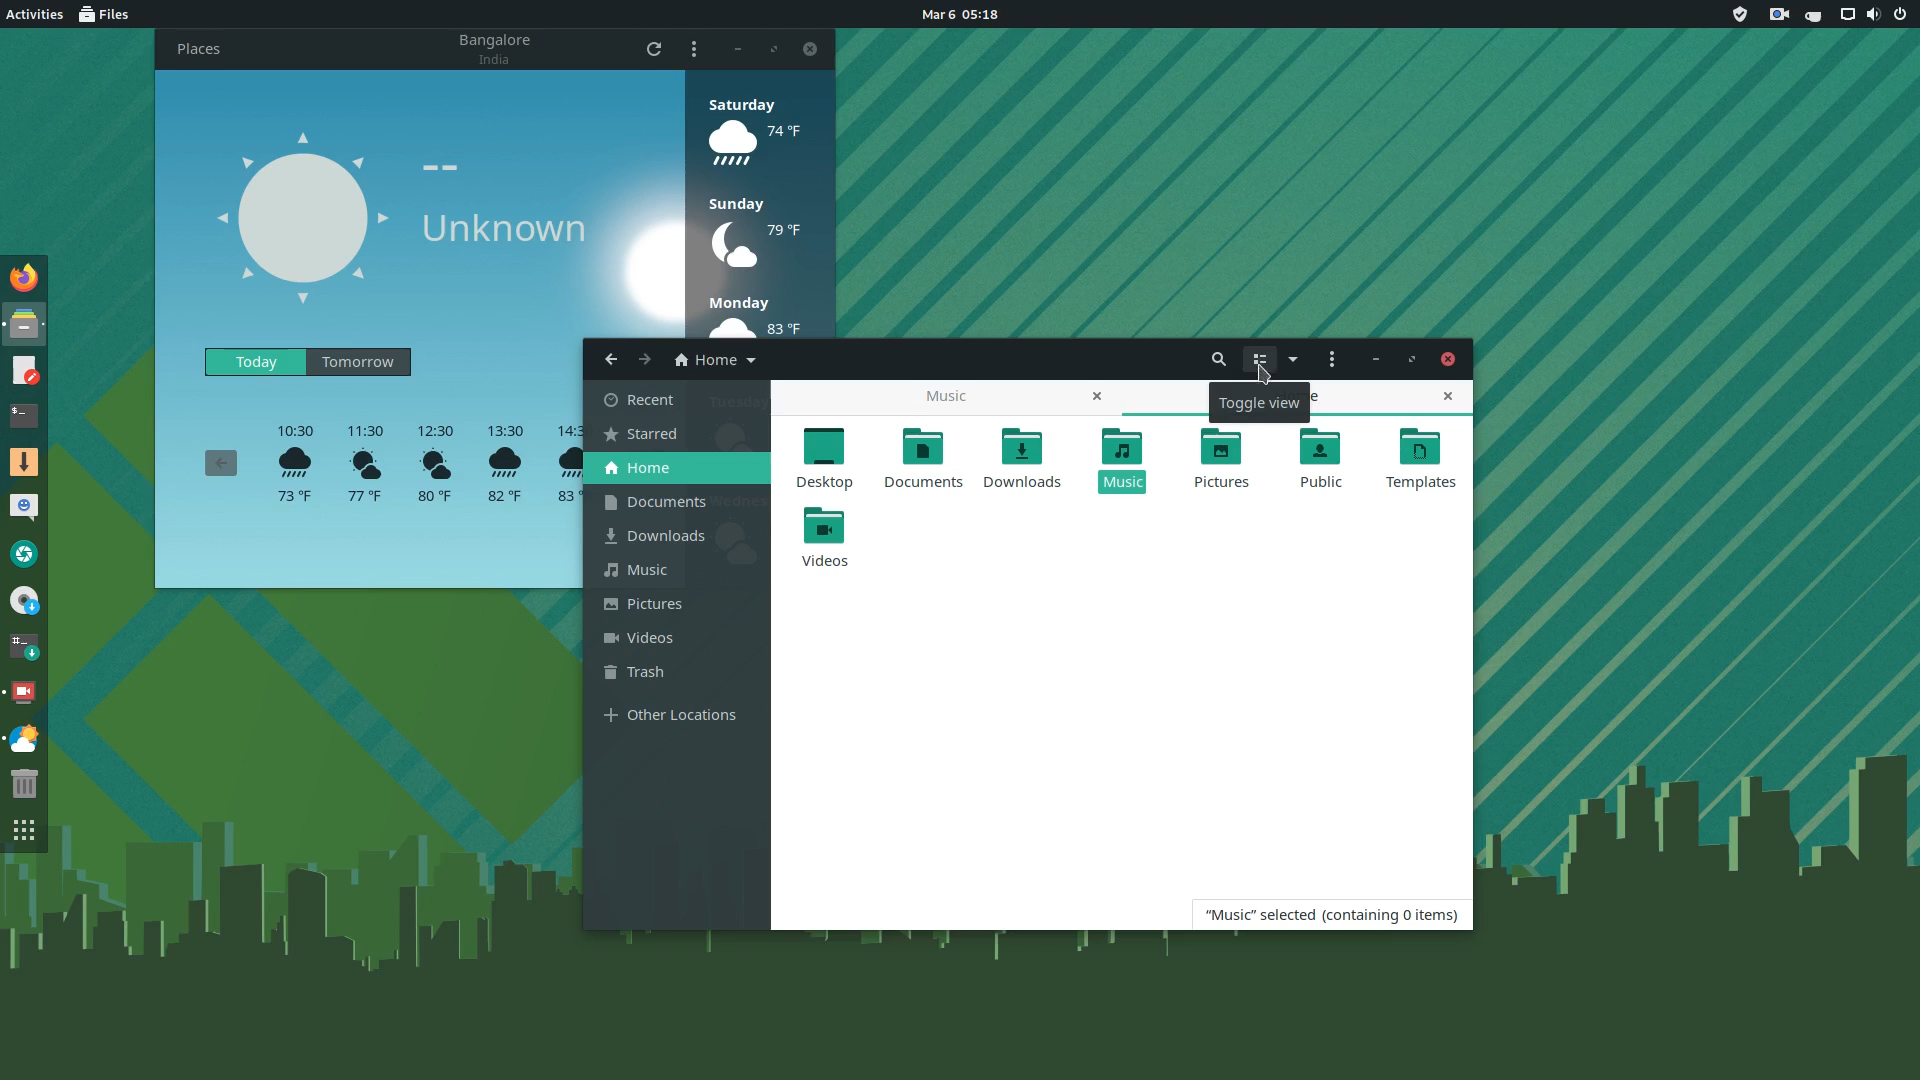 Activities Files Mar 6 05:18
Places Bangalore
India
Saturday
74 °F
Sunday
79 °F
Monday
83 °F
--
Unknown
Today Tomorrow
10:30 11:30 12:30 13:30 14:3
73 °F 77 °F 80 °F 82 °F 83 °
Home
Toggle view
Music
Recent
Starred
Home
Documents
Downloads
Music
Pictures
Videos
Trash
Other Locations
Desktop Documents Downloads Music Pictures Public Templates
Videos
“Music” selected (containing 0 items)